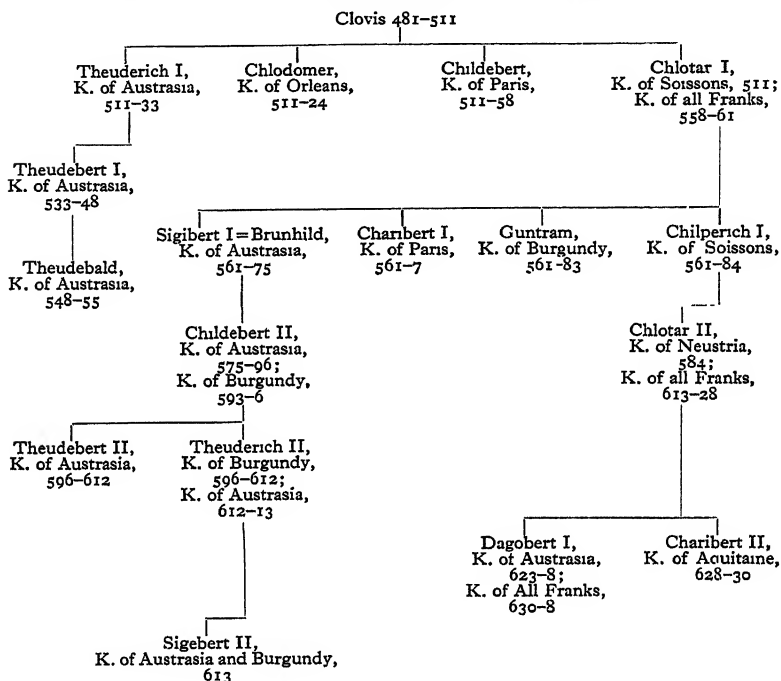 Clovis 481–511
Theuderich I,
K. of Austrasia,
511–33
Chlodomer,
K. of Orleans,
511–24
Childebert,
K. of Paris,
511–58
Chlotar I,
K. of Soissons, 511;
K. of all Franks,
558–61
Theudebert I,
K. of Austrasia,
533–48
Theudebald,
K. of Austrasia,
548–55
Sigibert I=Brunhild,
K. of Austrasia,
561–75
Charibert I,
K. of Paris,
561–7
Guntram,
K. of Burgundy,
561–83
Chilperich I,
K. of Soissons,
561–84
Childebert II,
K. of Austrasia,
575–96;
K. of Burgundy,
593–6
Chlotar II,
K. of Neustria,
584;
K. of all Franks,
613–28
Theudebert II,
K. of Austrasia,
596–612
Theuderich II,
K. of Burgundy,
596–612;
K. of Austrasia,
612–13
Dagobert I,
K. of Austrasia,
623–8;
K. of All Franks,
630–8
Charibert II,
K. of Aquitaine,
628–30
Sigebert II,
K. of Austrasia and Burgundy,
613